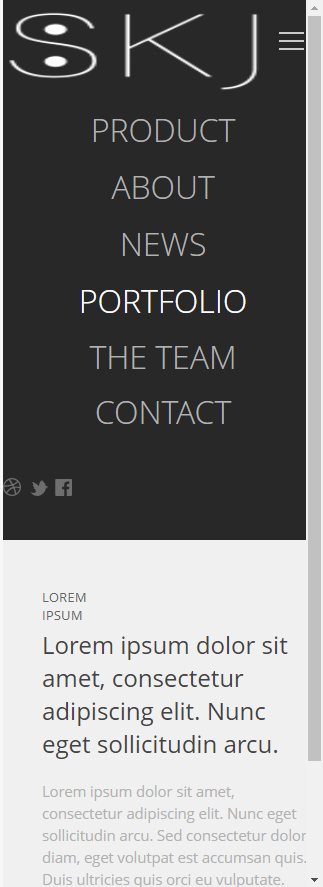 SKJ
PRODUCT
ABOUT
NEWS
PORTFOLIO
THE TEAM
CONTACT
LOREM
IPSUM
Lorem ipsum dolor sit
amet, consectetur
adipiscing elit. Nunc
eget sollicitudin arcu.
Lorem ipsum dolor sit amet,
consectetur adipiscing elit. Nunc eget
sollicitudin arcu. Sed consectetur dolor
diam, eget volutpat est accumsan quis.
Duis ultricies quis orci eu vulputate.